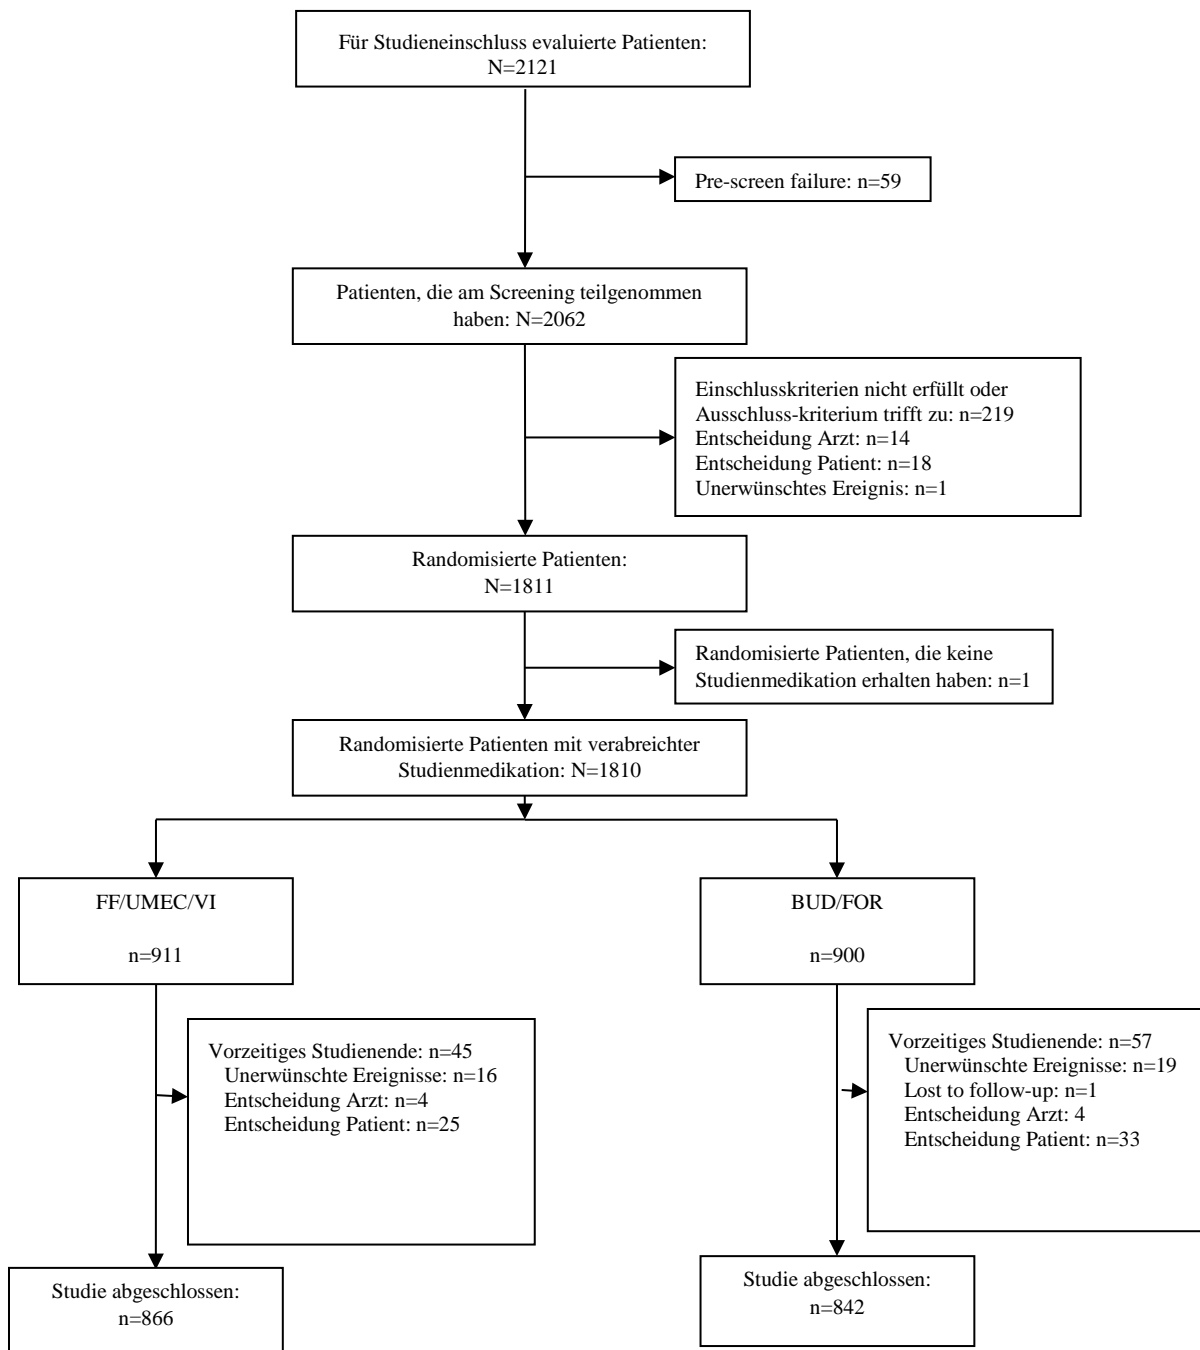 Für Studieneinschluss evaluierte Patienten:
N=2121
Pre-screen failure: n=59
Patienten, die am Screening teilgenommen
haben: N=2062
Einschlusskriterien nicht erfüllt oder
Ausschluss-kriterium trifft zu: n=219
Entscheidung Arzt: n=14
Entscheidung Patient: n=18
Unerwünschtes Ereignis: n=1
Randomisierte Patienten:
N=1811
Randomisierte Patienten, die keine
Studienmedikation erhalten haben: n=1
Randomisierte Patienten mit verabreichter
Studienmedikation: N=1810
FF/UMEC/VI
n=911
BUD/FOR
n=900
Vorzeitiges Studienende: n=45
Unerwünschte Ereignisse: n=16
Entscheidung Arzt: n=4
Entscheidung Patient: n=25
Vorzeitiges Studienende: n=57
Unerwünschte Ereignisse: n=19
Lost to follow-up: n=1
Entscheidung Arzt: 4
Entscheidung Patient: n=33
Studie abgeschlossen:
n=866
Studie abgeschlossen:
n=842